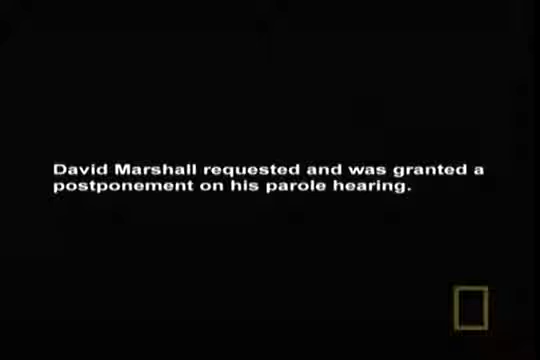 David Marshall requested and was granted a
postponement on his parole hearing.